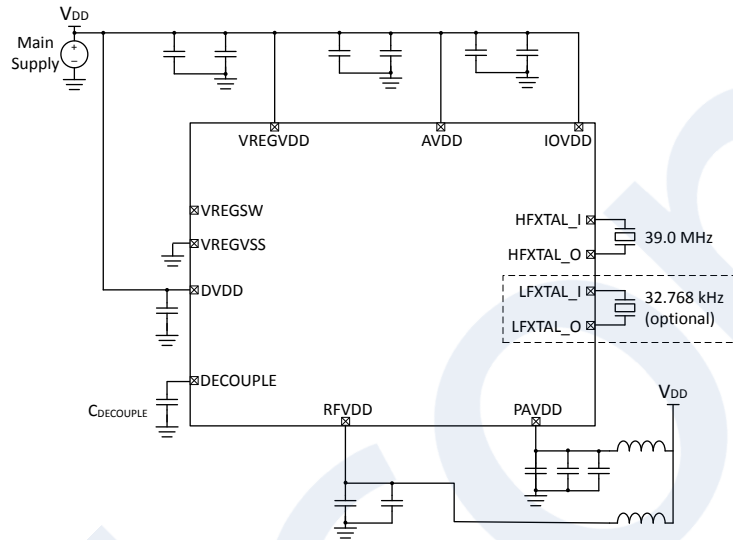 VDD
Main
Supply
+
−
VREGVDD
AVDD
IOVDD
VREGSW
HFXTAL_I
39.0 MHz
VREGVSS
HFXTAL_O
DVDD
LFXTAL_I
32.768 kHz
(optional)
LFXTAL_O
DECOUPLE
CDECOUPLE
RFVDD
PAVDD
VDD